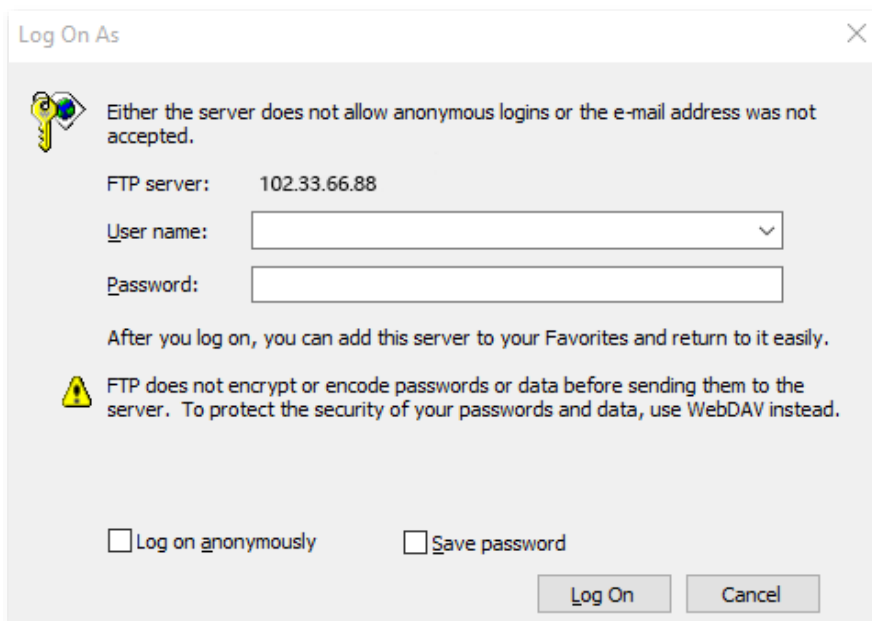 Log On As
Either the server does not allow anonymous logins or the e-mail address was not
accepted.
FTP server: 102.33.66.88
User name:
Password:
After you log on, you can add this server to your Favorites and return to it easily.
FTP does not encrypt or encode passwords or data before sending them to the
server.  To protect the security of your passwords and data, use WebDAV instead.
Log on anonymously Save password
Log On Cancel